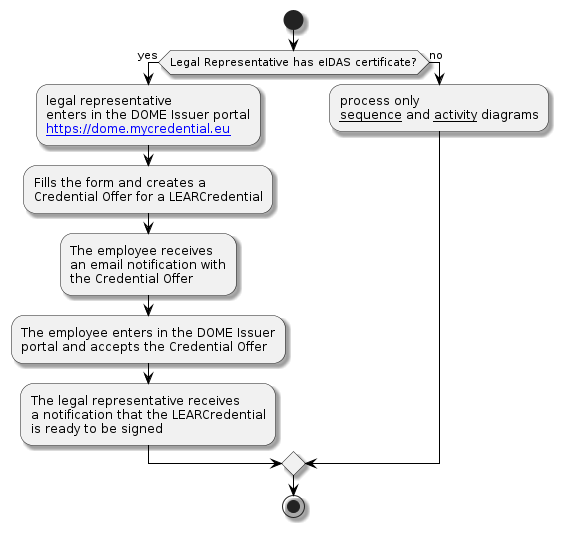 Legal Representative has eIDAS certificate?
yes
no
legal representative
enters in the DOME Issuer portal
https://dome.mycredential.eu
process only
sequence and activity diagrams
Fills the form and creates a
Credential Offer for a LEARCredential
The employee receives
an email notification with
the Credential Offer
The employee enters in the DOME Issuer
portal and accepts the Credential Offer
The legal representative receives
a notification that the LEARCredential
is ready to be signed